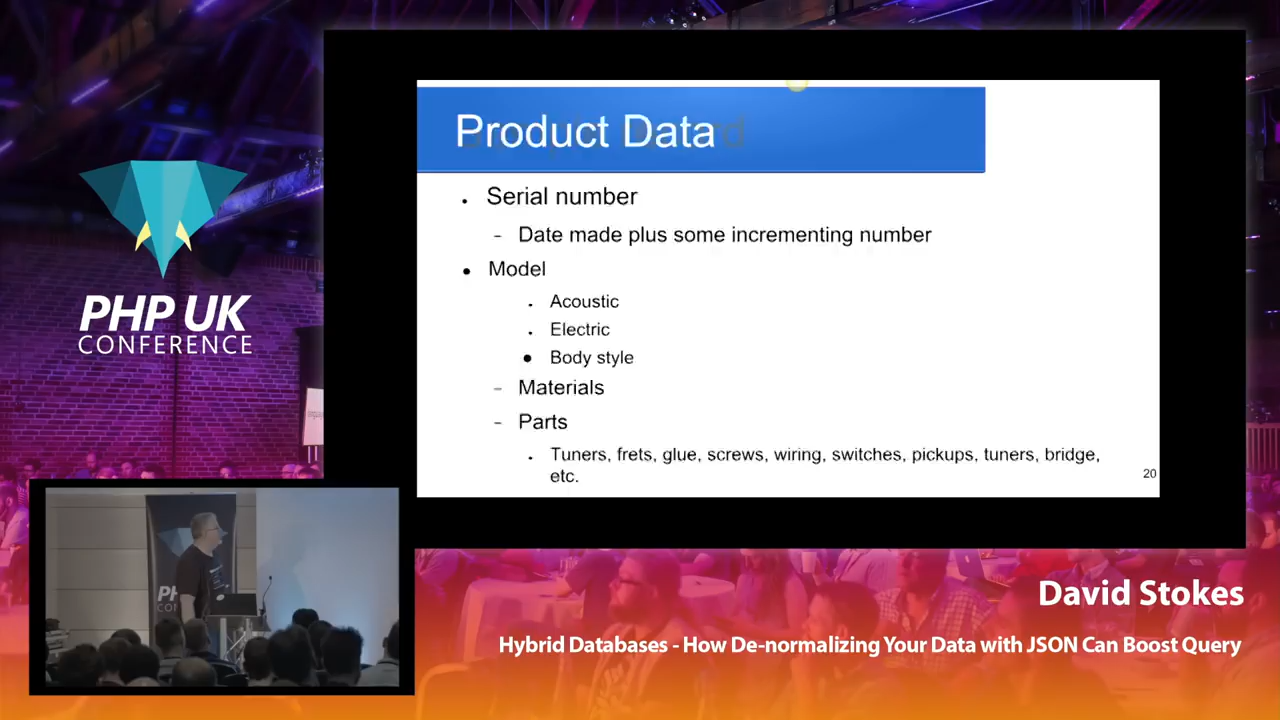 Product Data
Serial number
Date made plus some incrementing number
Model
Acoustic
Electric
Body style
Materials
Parts
Tuners, frets, glue, screws, wiring, switches, pickups, tuners, bridge,
etc.
20
PHP UK
CONFERENCE
David Stokes
Hybrid Databases - How De-normalizing Your Data with JSON Can Boost Query